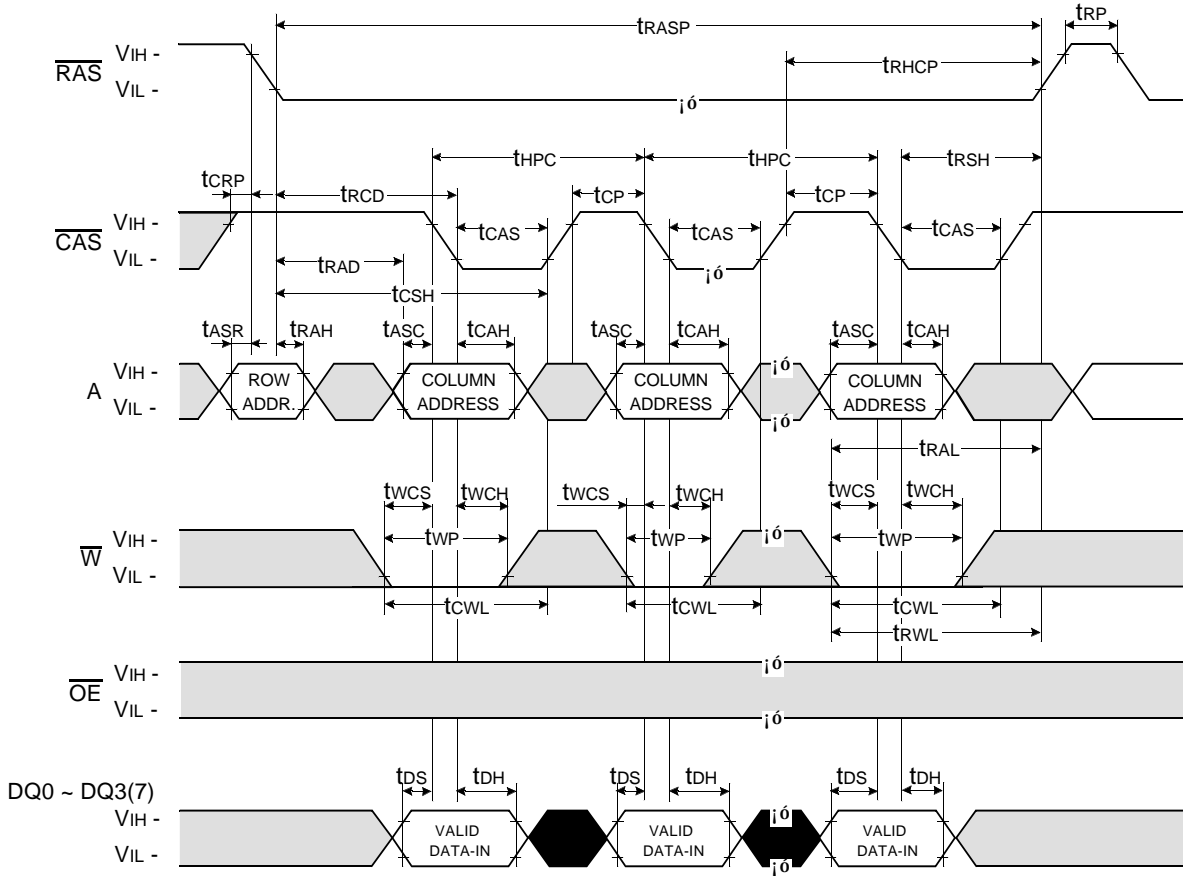 tRASP
tRP
tRHCP
RAS
VIH -
VIL -
¡ó
tHPC
tHPC
tRSH
tCRP
tRCD
tCP
tCP
CAS
VIH -
VIL -
tCAS
tCAS
tCAS
¡ó
tRAD
tCSH
tASR
tRAH
tASC
tCAH
tASC
tCAH
tASC
tCAH
A
VIH -
VIL -
ROW
ADDR.
COLUMN
ADDRESS
COLUMN
ADDRESS
¡ó
¡ó
COLUMN
ADDRESS
tRAL
tWCS
tWCH
tWCS
tWCH
tWCS
tWCH
W
VIH -
VIL -
tWP
tWP
¡ó
tWP
tCWL
tCWL
tCWL
tRWL
OE
VIH -
VIL -
¡ó
¡ó
tDS
tDH
tDS
tDH
tDS
tDH
DQ0 ~ DQ3(7)
VIH -
VIL -
VALID
DATA-IN
VALID
DATA-IN
¡ó
¡ó
VALID
DATA-IN